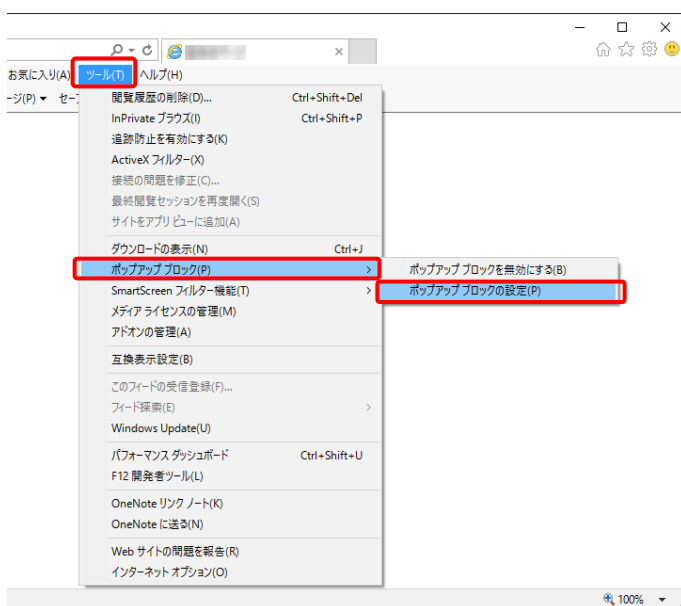 お気に入り(A) ツール(T) ヘルプ(H)
ージ(P) セー
閲覧履歴の削除(D)... Ctrl+Shift+Del
InPrivate ブラウズ(I) Ctrl+Shift+P
追跡防止を有効にする(K)
ActiveX フィルター(X)
接続の問題を修正(C)...
最終閲覧セッションを再度開く(S)
サイトをアプリ ビューに追加(A)
ダウンロードの表示(N) Ctrl+J
ポップアップ ブロック(P) ポップアップ ブロックを無効にする(B)
SmartScreen フィルター機能(T) ポップアップ ブロックの設定(P)
メディア ライセンスの管理(M)
アドオンの管理(A)
互換表示設定(B)
このフィードの受信登録(F)...
フィード探索(E)
Windows Update(U)
パフォーマンス ダッシュボード Ctrl+Shift+U
F12 開発者ツール(L)
OneNote リンク ノート(K)
OneNote に送る(N)
Web サイトの問題を報告(R)
インターネット オプション(O)
100%